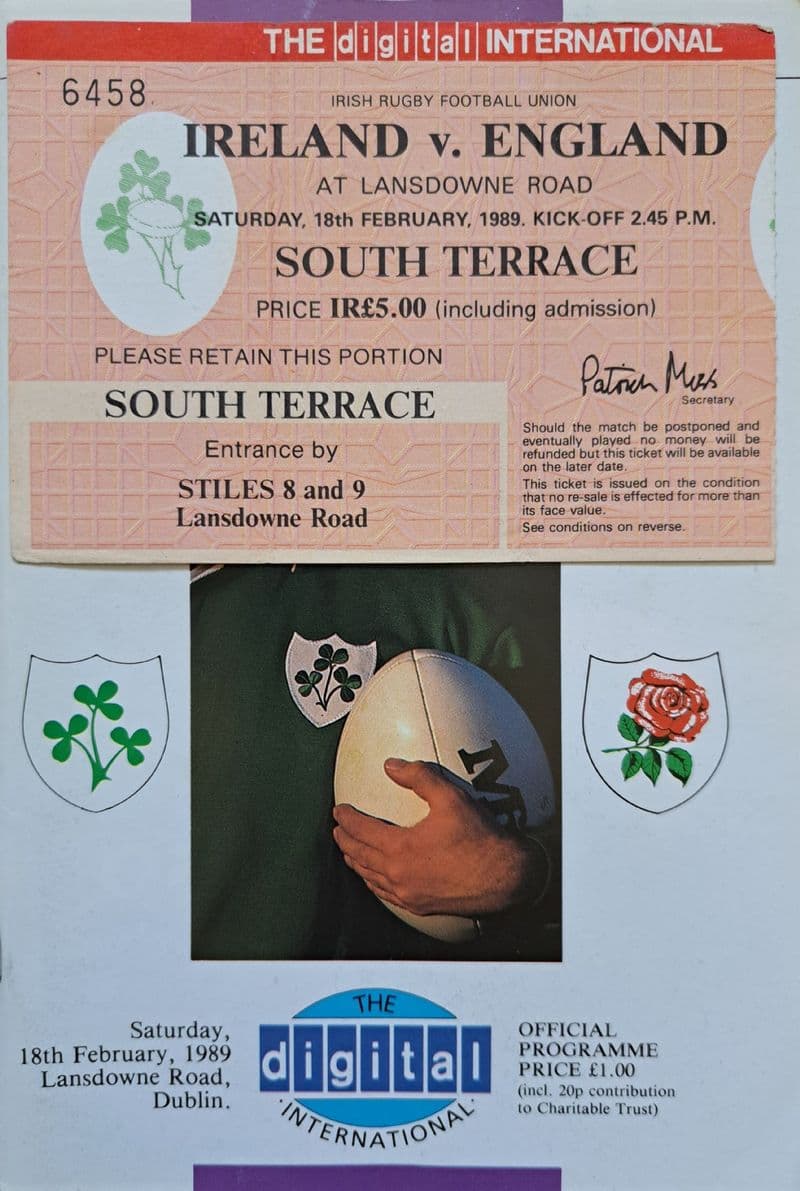 THE digital INTERNATIONAL
6458
IRISH RUGBY FOOTBALL UNION
IRELAND v. ENGLAND
AT LANSDOWNE ROAD
SATURDAY, 18th FEBRUARY, 1989. KICK-OFF 2.45 P.M.
SOUTH TERRACE
PRICE IR£5.00 (including admission)
PLEASE RETAIN THIS PORTION
SOUTH TERRACE
Entrance by
STILES 8 and 9
Lansdowne Road
Secretary
Should the match be postponed and
eventually played no money will be
refunded but this ticket will be available
on the later date.
This ticket is issued on the condition
that no re-sale is effected for more than
its face value.
See conditions on reverse.
Saturday,
18th February, 1989
Lansdowne Road,
Dublin.
THE
digital
INTERNATIONAL
OFFICIAL
PROGRAMME
PRICE £1.00
(incl. 20p contribution
to Charitable Trust)